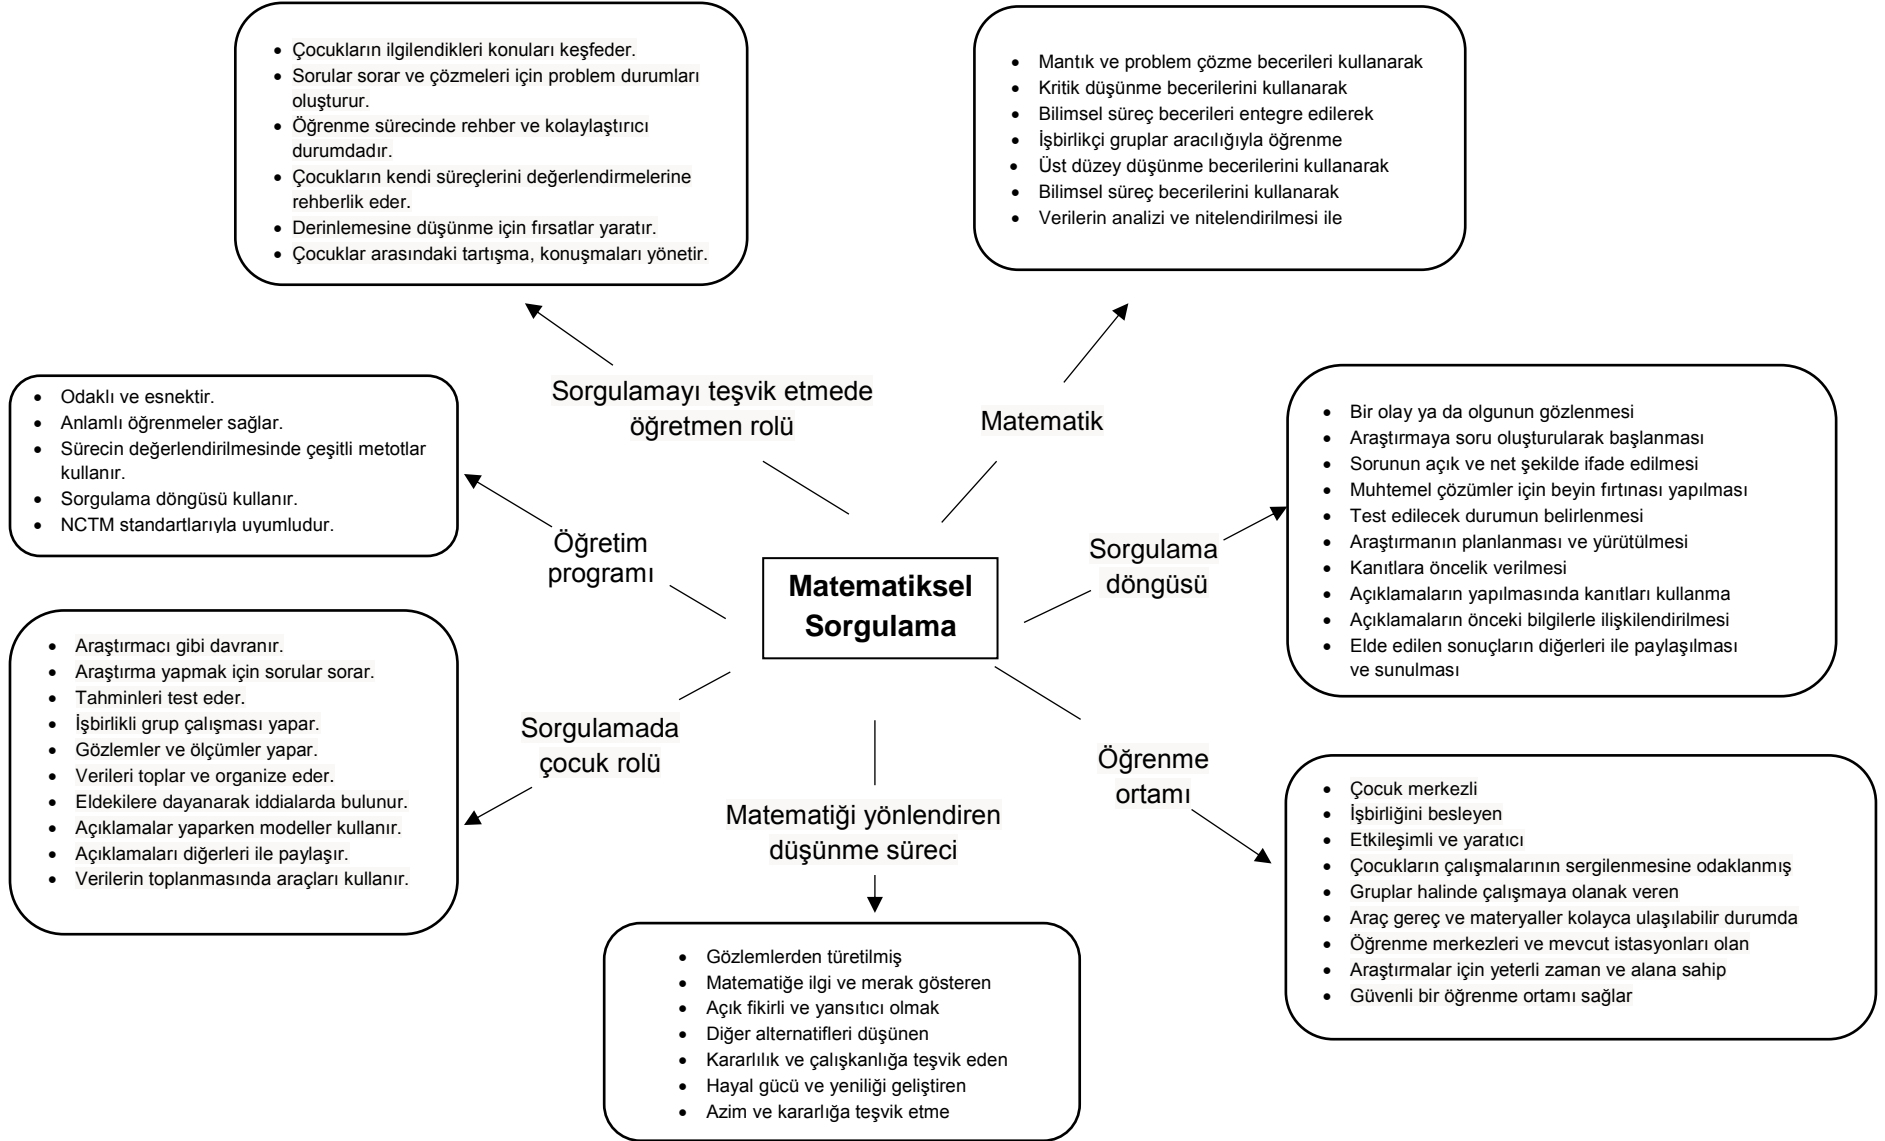 Çocukların ilgilendikleri konuları keşfeder.
Sorular sorar ve çözmeleri için problem durumları
oluşturur.
Öğrenme sürecinde rehber ve kolaylaştırıcı
durumdadır.
Çocukların kendi süreçlerini değerlendirmelerine
rehberlik eder.
Derinlemesine düşünme için fırsatlar yaratır.
Çocuklar arasındaki tartışma, konuşmaları yönetir.
Mantık ve problem çözme becerileri kullanarak
Kritik düşünme becerilerini kullanarak
Bilimsel süreç becerileri entegre edilerek
İşbirlikçi gruplar aracılığıyla öğrenme
Üst düzey düşünme becerilerini kullanarak
Bilimsel süreç becerilerini kullanarak
Verilerin analizi ve nitelendirilmesi ile
Sorgulamayı teşvik etmede
öğretmen rolü
Matematik
Odaklı ve esnektir.
Anlamlı öğrenmeler sağlar.
Sürecin değerlendirilmesinde çeşitli metotlar
kullanır.
Sorgulama döngüsü kullanır.
NCTM standartlarıyla uyumludur.
Öğretim
programı
Matematiksel
Sorgulama
Sorgulama
döngüsü
Bir olay ya da olgunun gözlenmesi
Araştırmaya soru oluşturularak başlanması
Sorunun açık ve net şekilde ifade edilmesi
Muhtemel çözümler için beyin fırtınası yapılması
Test edilecek durumun belirlenmesi
Araştırmanın planlanması ve yürütülmesi
Kanıtlara öncelik verilmesi
Açıklamaların yapılmasında kanıtları kullanma
Açıklamaların önceki bilgilerle ilişkilendirilmesi
Elde edilen sonuçların diğerleri ile paylaşılması
ve sunulması
Araştırmacı gibi davranır.
Araştırma yapmak için sorular sorar.
Tahminleri test eder.
İşbirlikli grup çalışması yapar.
Gözlemler ve ölçümler yapar.
Verileri toplar ve organize eder.
Eldekilere dayanarak iddialarda bulunur.
Açıklamalar yaparken modeller kullanır.
Açıklamaları diğerleri ile paylaşır.
Verilerin toplanmasında araçları kullanır.
Sorgulamada
çocuk rolü
Matematiği yönlendiren
düşünme süreci
Öğrenme
ortamı
Çocuk merkezli
İşbirliğini besleyen
Etkileşimli ve yaratıcı
Çocukların çalışmalarının sergilenmesine odaklanmış
Gruplar halinde çalışmaya olanak veren
Araç gereç ve materyaller kolayca ulaşılabilir durumda
Öğrenme merkezleri ve mevcut istasyonları olan
Araştırmalar için yeterli zaman ve alana sahip
Güvenli bir öğrenme ortamı sağlar
Gözlemlerden türetilmiş
Matematiğe ilgi ve merak gösteren
Açık fikirli ve yansıtıcı olmak
Diğer alternatifleri düşünen
Kararlılık ve çalışkanlığa teşvik eden
Hayal gücü ve yeniliği geliştiren
Azim ve kararlığa teşvik etme